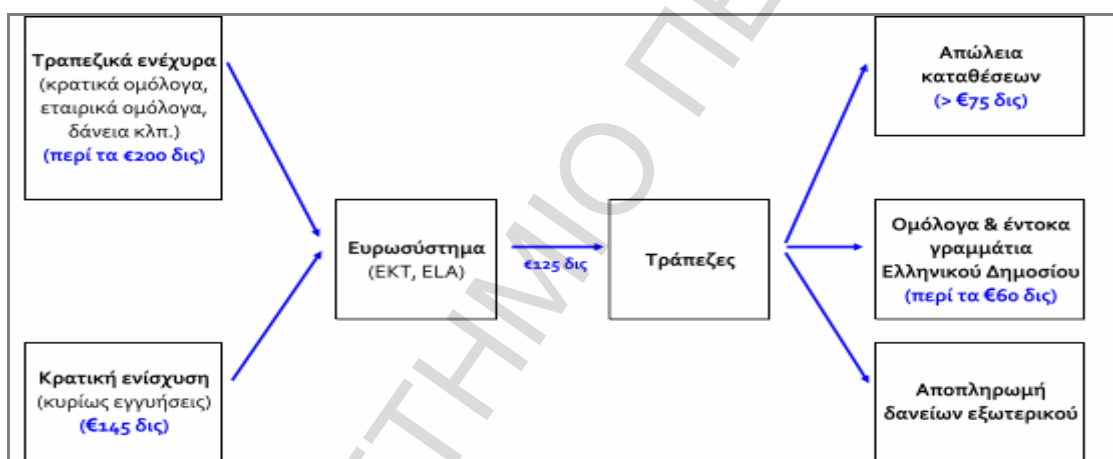 Τραπεζικά ενέχυρα
(κρατικά ομόλογα,
εταιρικά ομόλογα,
δάνεια κλπ.)
(περί τα €200 δις)
Κρατική ενίσχυση
(κυρίως εγγυήσεις)
(€145 δις)
Ευρωσύστημα
(ΕΚΤ, ELA)
€125 δις
Τράπεζες
Απώλεια
καταθέσεων
(> €75 δις)
Ομόλογα & έντοκα
γραμμάτια
Ελληνικού Δημοσίου
(περί τα €60 δις)
Αποπληρωμή
δανείων εξωτερικού